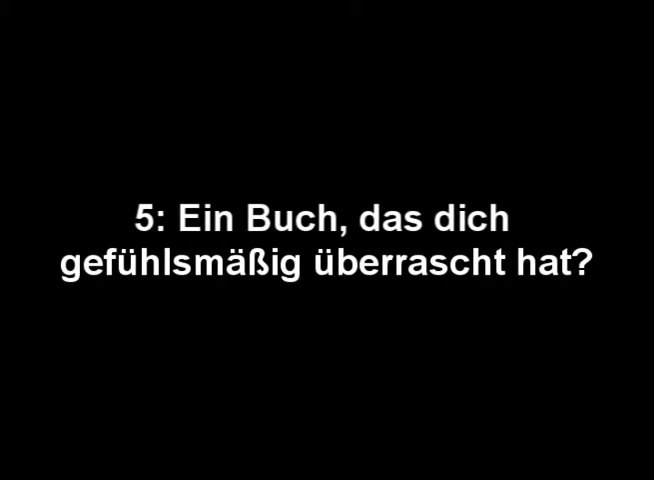 5: Ein Buch, das dich
gefühlsmäßig überrascht hat?